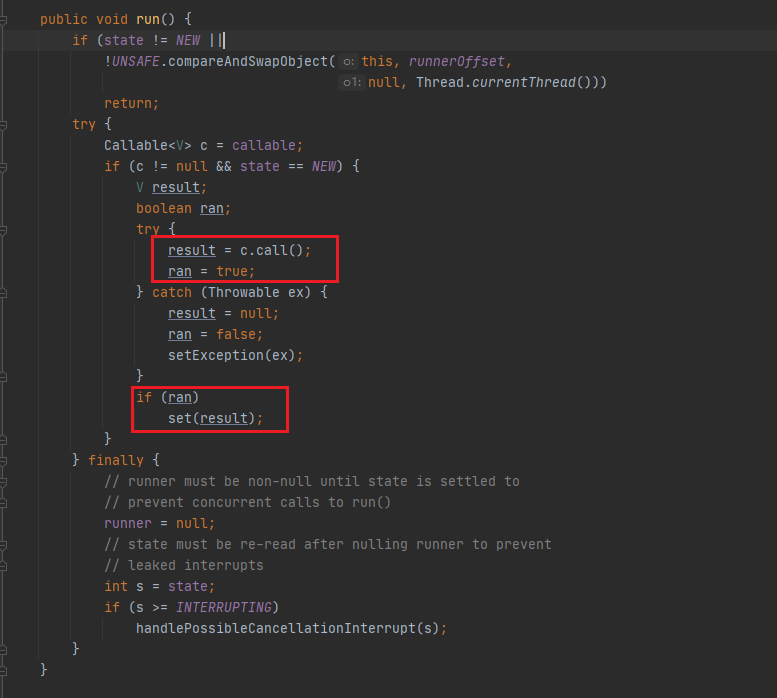 public void run() {
if (state != NEW ||
!UNSAFE.compareAndSwapObject( o: this, runnerOffset,
o1: null, Thread.currentThread()))
return;
try {
Callable<V> c = callable;
if (c != null && state == NEW) {
V result;
boolean ran;
try {
result = c.call();
ran = true;
} catch (Throwable ex) {
result = null;
ran = false;
setException(ex);
}
if (ran)
set(result);
}
} finally {
// runner must be non-null until state is settled to
// prevent concurrent calls to run()
runner = null;
// state must be re-read after nulling runner to prevent
// leaked interrupts
int s = state;
if (s >= INTERRUPTING)
handlePossibleCancellationInterrupt(s);
}
}